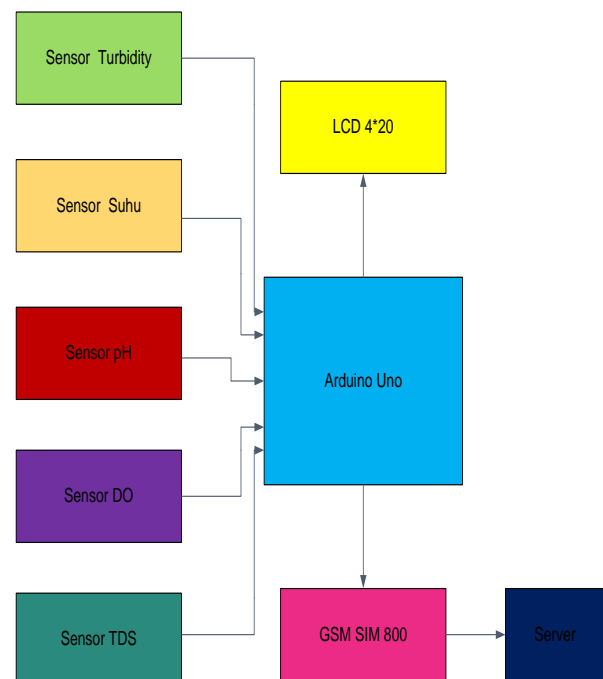 Sensor Turbidity
LCD 4*20
Sensor Suhu
Sensor pH
Arduino Uno
Sensor DO
Sensor TDS
GSM SIM 800
Server